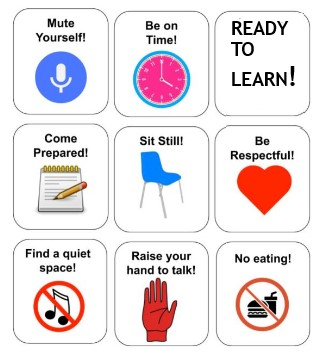 Mute
Yourself!
Be on
Time!
READY
TO
LEARN!
Come
Prepared!
Sit Still!
Be
Respectful!
Find a quiet
space!
Raise your
hand to talk!
No eating!